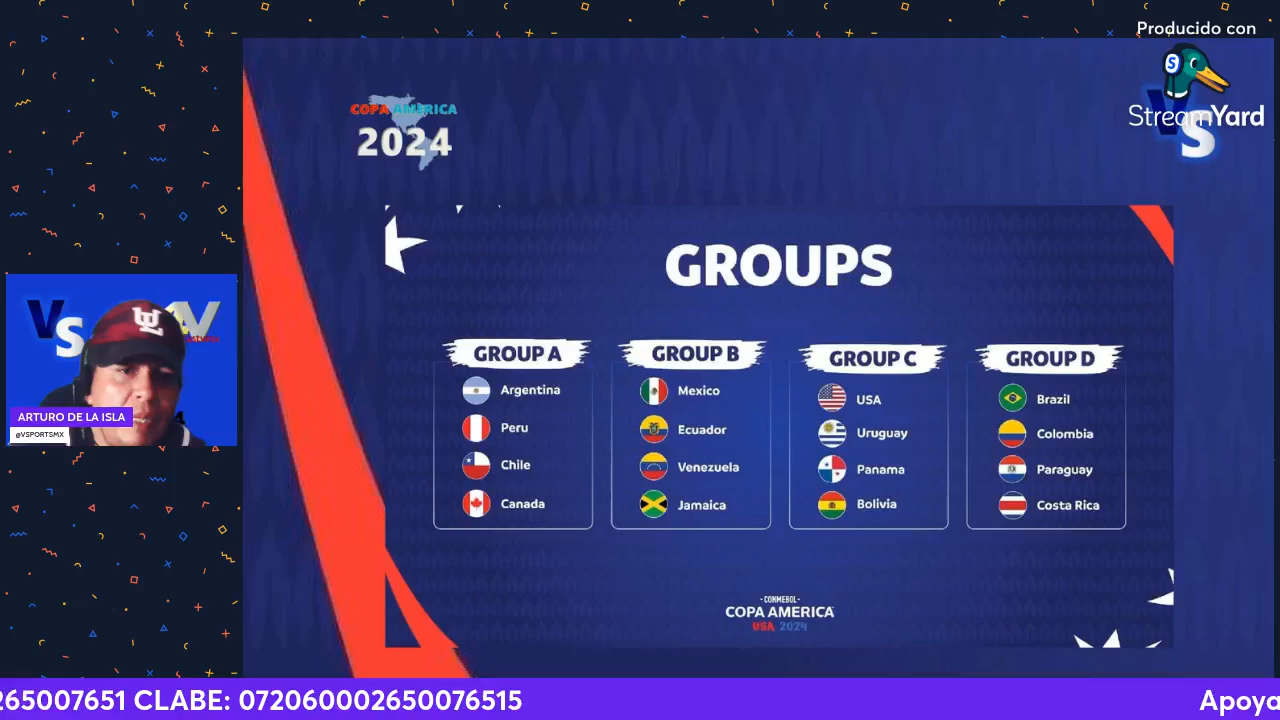 Producido con
StreamYard
VS
COPA AMERICA
2024
GROUPS
GROUP A
Argentina
Peru
Chile
Canada
GROUP B
Mexico
Ecuador
Venezuela
Jamaica
GROUP C
USA
Uruguay
Panama
Bolivia
GROUP D
Brazil
Colombia
Paraguay
Costa Rica
-CONMEBOL-
COPA AMERICA
USA 2024
VS
ARTURO DE LA ISLA
@VSPORTSMX
265007651 CLABE: 072060002650076515
Apoya